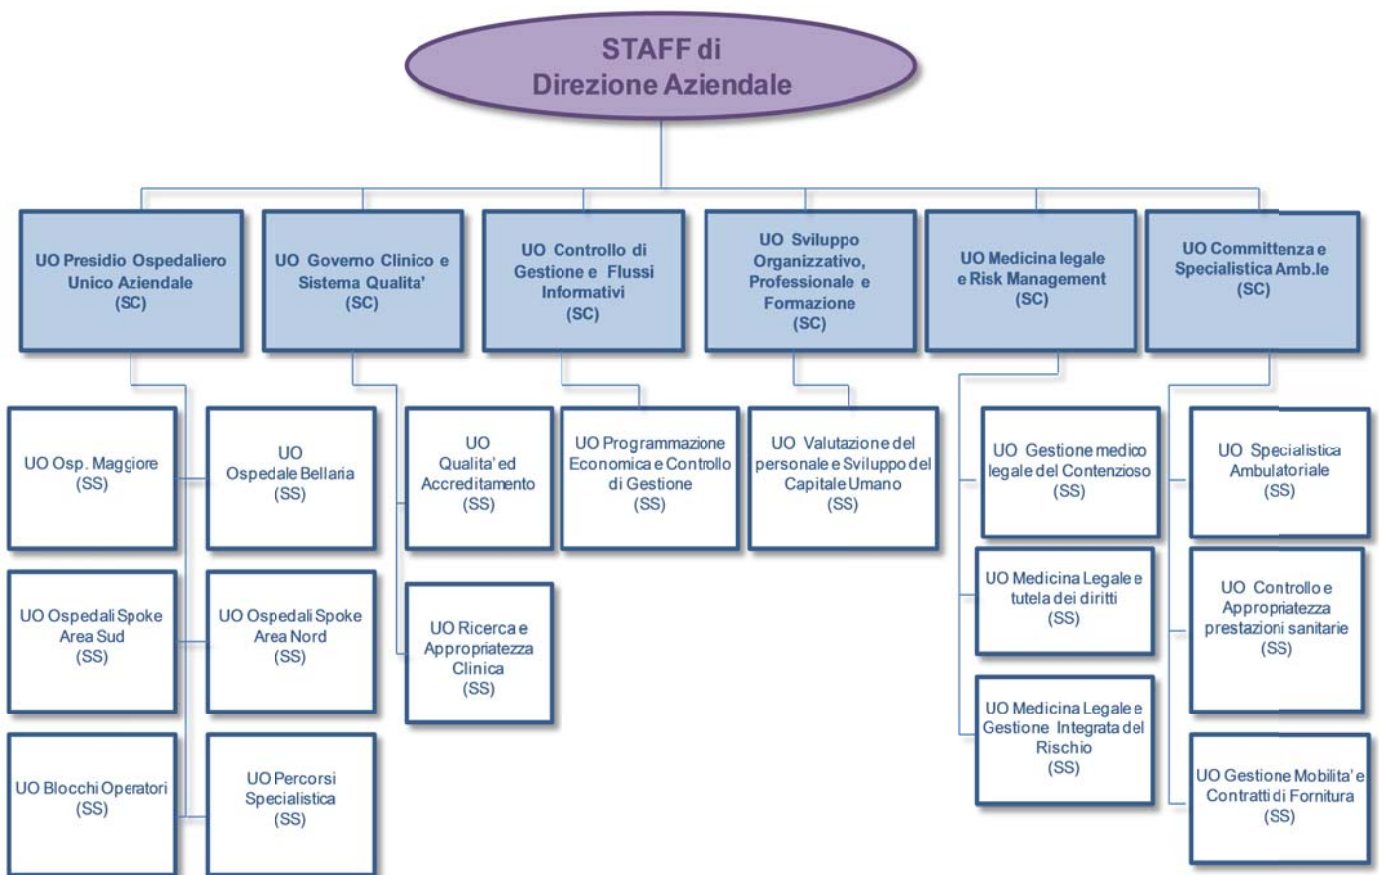 STAFF di
Direzione Aziendale
UO Presidio Ospedaliero
Unico Aziendale
(SC)
UO Governo Clinico e
Sistema Qualita'
(SC)
UO Controllo di
Gestione e Flussi
Informativi
(SC)
UO Sviluppo
Organizzativo,
Professionale e
Formazione
(SC)
UO Medicina legale
e Risk Management
(SC)
UO Committenza e
Specialistica Amb.le
(SC)
UO Osp. Maggiore
(SS)
UO
Ospedale Bellaria
(SS)
UO
Qualita' ed
Accreditamento
(SS)
UO Programmazione
Economica e Controllo
di Gestione
(SS)
UO Valutazione del
personale e Sviluppo del
Capitale Umano
(SS)
UO Gestione medico
legale del Contenzioso
(SS)
UO Specialistica
Ambulatoriale
(SS)
UO Ospedali Spoke
Area Sud
(SS)
UO Ospedali Spoke
Area Nord
(SS)
UO Ricerca e
Appropriatezza
Clinica
(SS)
UO Medicina Legale e
tutela dei diritti
(SS)
UO Controllo e
Appropriatezza
prestazioni sanitarie
(SS)
UO Blocchi Operatori
(SS)
UO Percorsi
Specialistica
(SS)
UO Medicina Legale e
Gestione Integrata del
Rischio
(SS)
UO Gestione Mobilita' e
Contratti di Fornitura
(SS)